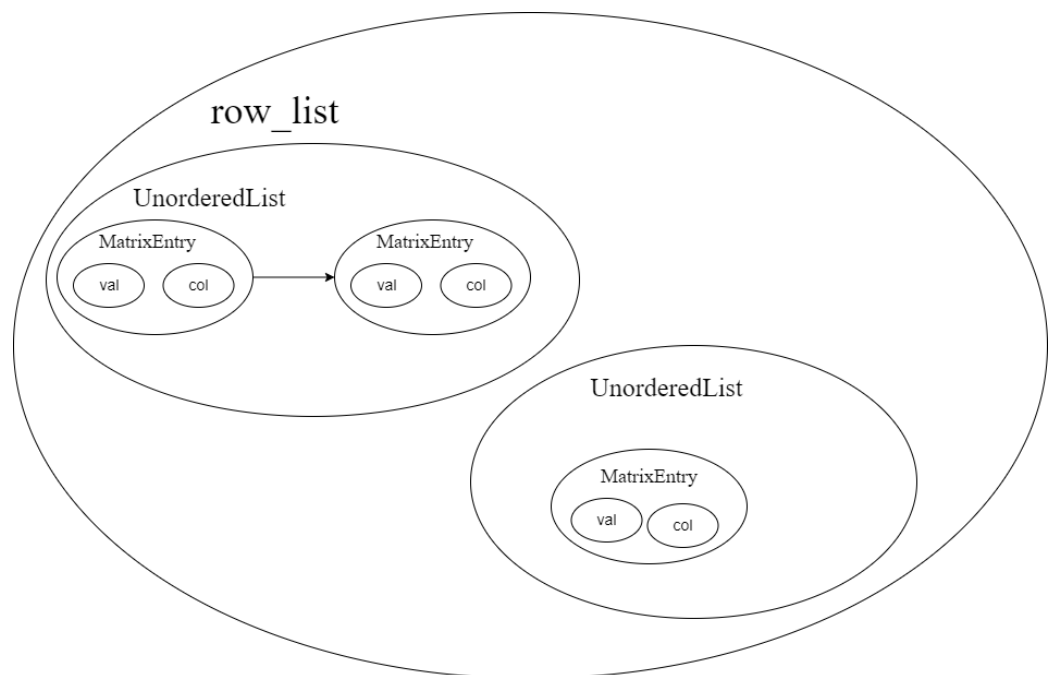 row_list
UnorderedList
MatrixEntry
val
col
MatrixEntry
val
col
UnorderedList
MatrixEntry
val
col